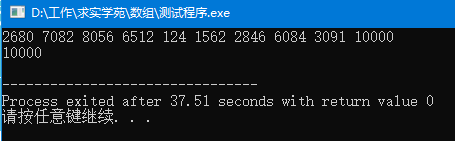 D:\工作\求实学苑\数组\测试程序.exe
2680 7082 8056 6512 124 1562 2846 6084 3091 10000
10000
--------------------------------
Process exited after 37.51 seconds with return value 0
请按任意键继续. . .